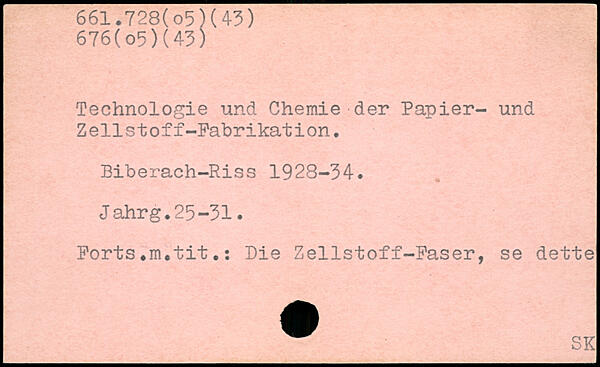 661.728(o5)(43)
676(o5)(43)
Technologie und Chemie der Papier- und
Zellstoff-Fabrikation.
Biberach-Riss 1928-34.
Jahrg.25-31.
Forts.m.tit.: Die Zellstoff-Faser, se dette
SK